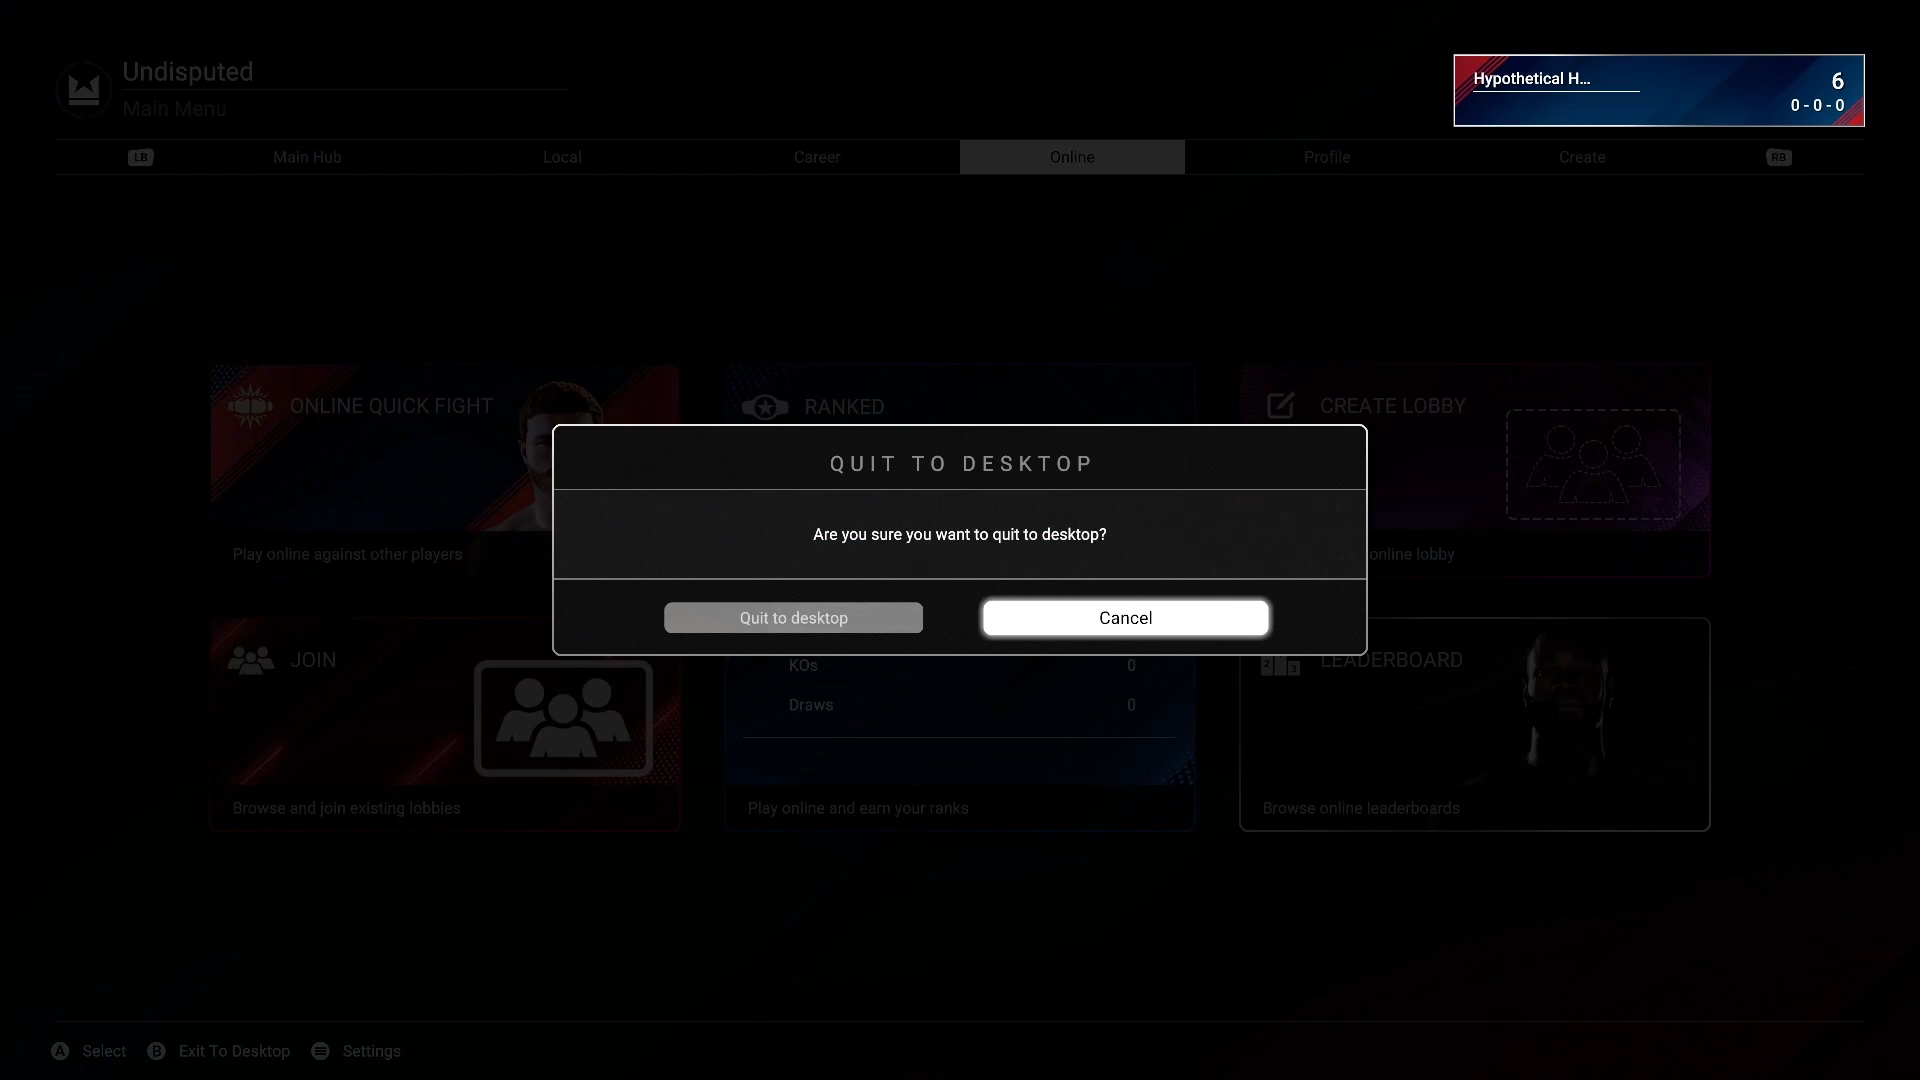 Undisputed
Main Menu
Hypothetical H...
6
0 - 0 - 0
LB
Main Hub
Local
Career
Online
Profile
Create
RB
ONLINE QUICK FIGHT
RANKED
CREATE LOBBY
QUIT TO DESKTOP
Are you sure you want to quit to desktop?
Play online against other players
online lobby
Quit to desktop
Cancel
JOIN
KOs 0
Draws 0
2 3
LEADERBOARD
Browse and join existing lobbies
Play online and earn your ranks
Browse online leaderboards
A Select
B Exit To Desktop
Settings